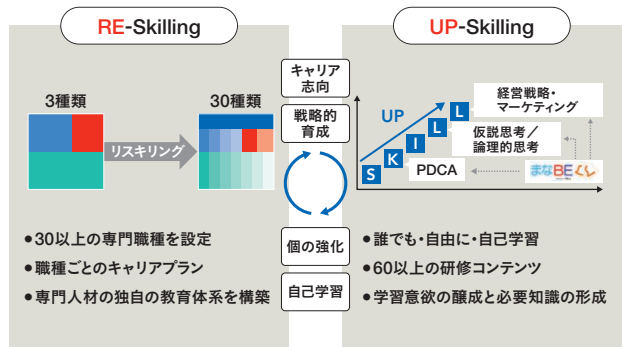 RE-Skilling
3種類
30種類
リスキリング
●30以上の専門職種を設定
●職種ごとのキャリアプラン
●専門人材の独自の教育体系を構築
キャリア
志向
戦略的
育成
個の強化
自己学習
UP-Skilling
UP
S
K
I
L
L
経営戦略・
マーケティング
仮説思考／
論理的思考
PDCA
まなBEくん
●誰でも・自由に・自己学習
●60以上の研修コンテンツ
●学習意欲の醸成と必要知識の形成